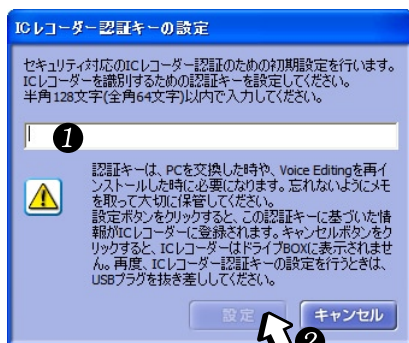 ICレコーダー認証キーの設定
セキュリティ対応のICレコーダー認証のための初期設定を行います。
ICレコーダーを識別するための認証キーを設定してください。
半角128文字(全角64文字)以内で入力してください。
1
認証キーは、PCを交換した時や、Voice Editingを再イ
ンストールした時に必要になります。忘れないようにメモ
を取って大切に保管してください。
設定ボタンをクリックすると、この認証キーに基づいた情
報がICレコーダーに登録されます。キャンセルボタンをク
リックすると、ICレコーダーはドライブBOXに表示されませ
ん。再度、ICレコーダー認証キーの設定を行うときは、
USBプラグを抜き差ししてください。
設定 キャンセル
2